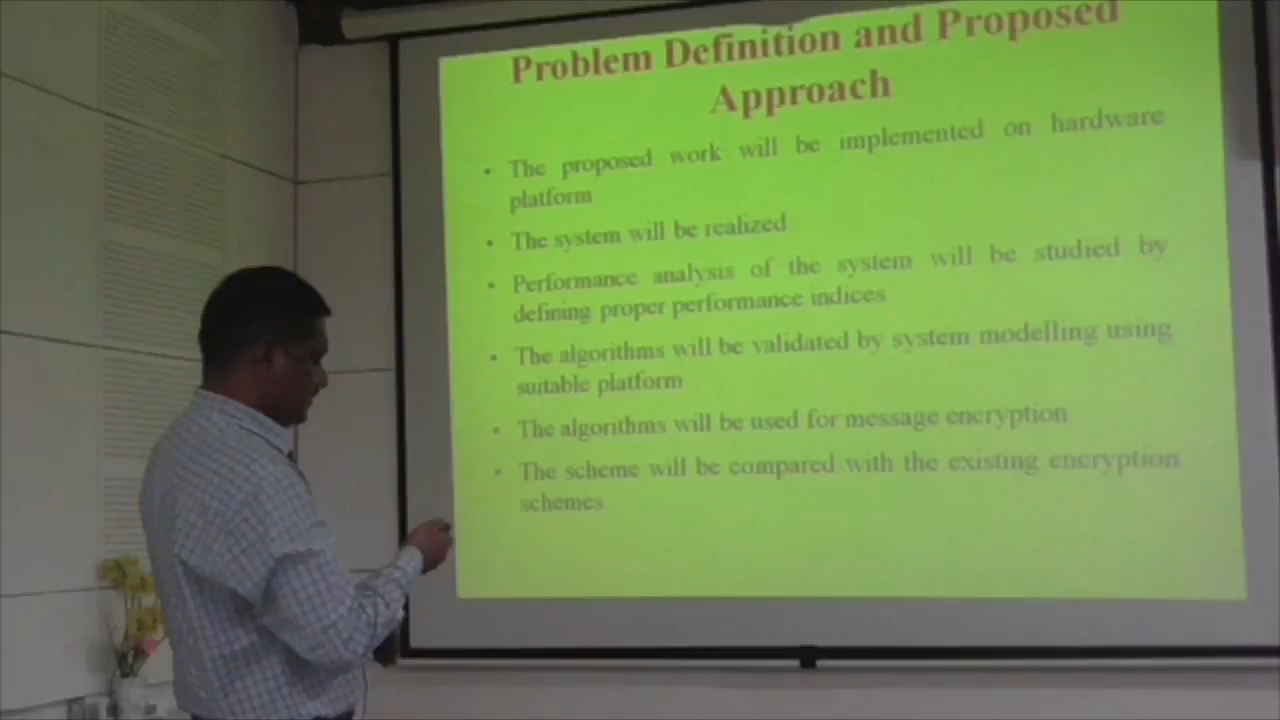 Problem Definition and Proposed
Approach
• The proposed work will be implemented on hardware
platform
• The system will be realized
• Performance analysis of the system will be studied by
defining proper performance indices
• The algorithms will be validated by system modelling using
suitable platform
• The algorithms will be used for message encryption
• The scheme will be compared with the existing encryption
schemes